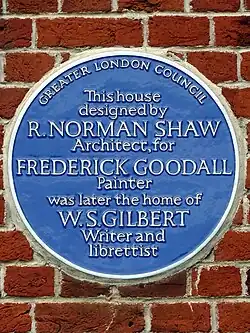 GREATER LONDON COUNCIL
This house
designed by
R. NORMAN SHAW
Architect, for
FREDERICK GOODALL
Painter
was later the home of
W. S. GILBERT
Writer and
librettist